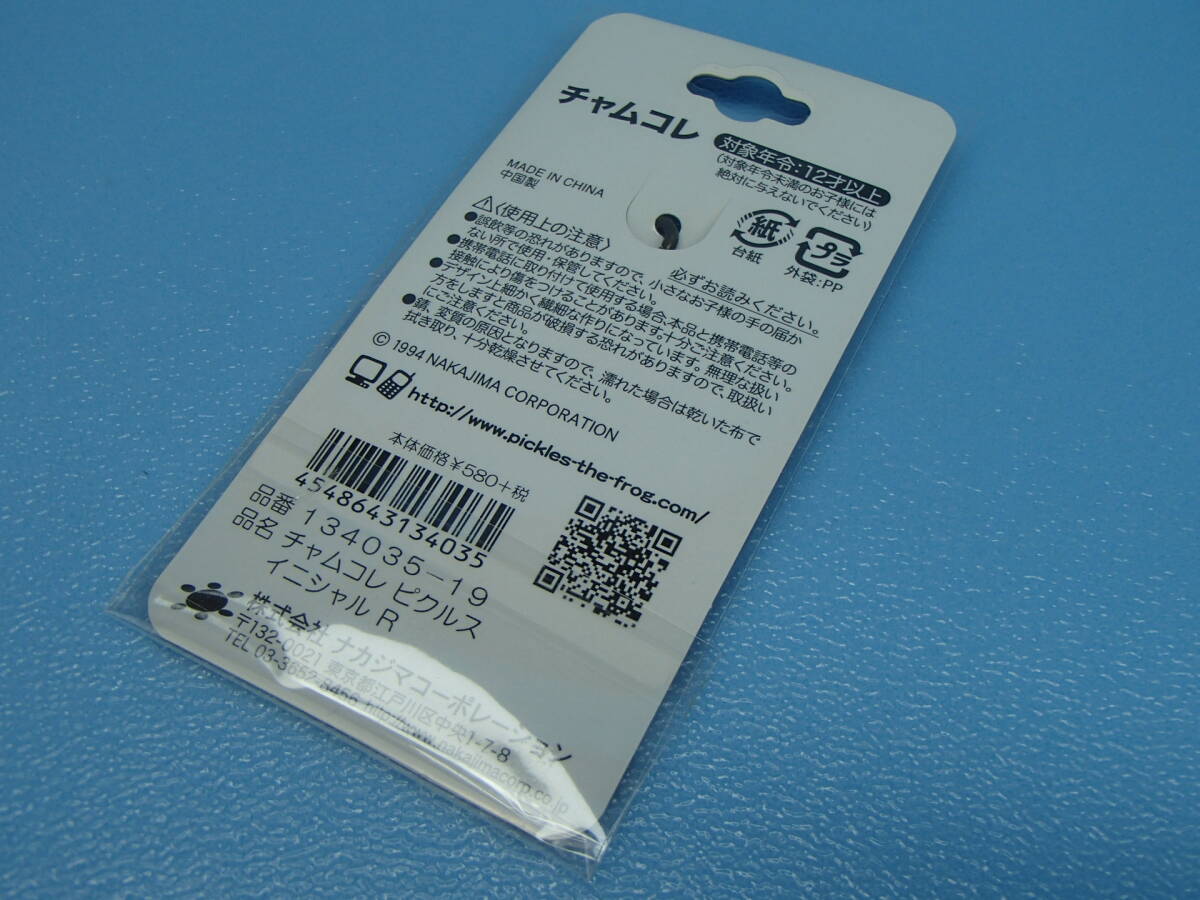 チャムコレ
対象年令:12才以上
(対象年令未満のお子様には
絶対に与えないでください)
MADE IN CHINA
中国製
紙
台紙
プラ
外袋:PP
⚠〈使用上の注意〉
必ずお読みください。
●誤飲等の恐れがありますので、小さなお子様の手の届か
ない所で使用・保管してください。
●携帯電話に取り付けて使用する場合、本品と携帯電話等の
接触により傷をつけることがあります。十分ご注意ください。
●デザイン上細かく繊細な作りになっています。無理な扱い
方をしますと商品が破損する恐れがありますので、取扱い
にご注意ください。
●錆、変質の原因となりますので、濡れた場合は乾いた布で
拭き取り、十分乾燥させてください。
© 1994 NAKAJIMA CORPORATION
http://www.pickles-the-frog.com/
本体価格¥580+税
4548643134035
品番 134035-19
品名 チャムコレ ピクルス
イニシャル R
株式会社 ナカジマコーポレーション
〒132-0021 東京都江戸川区中央1-7-8
TEL 03-3652-8456 http://www.nakajimacorp.co.jp